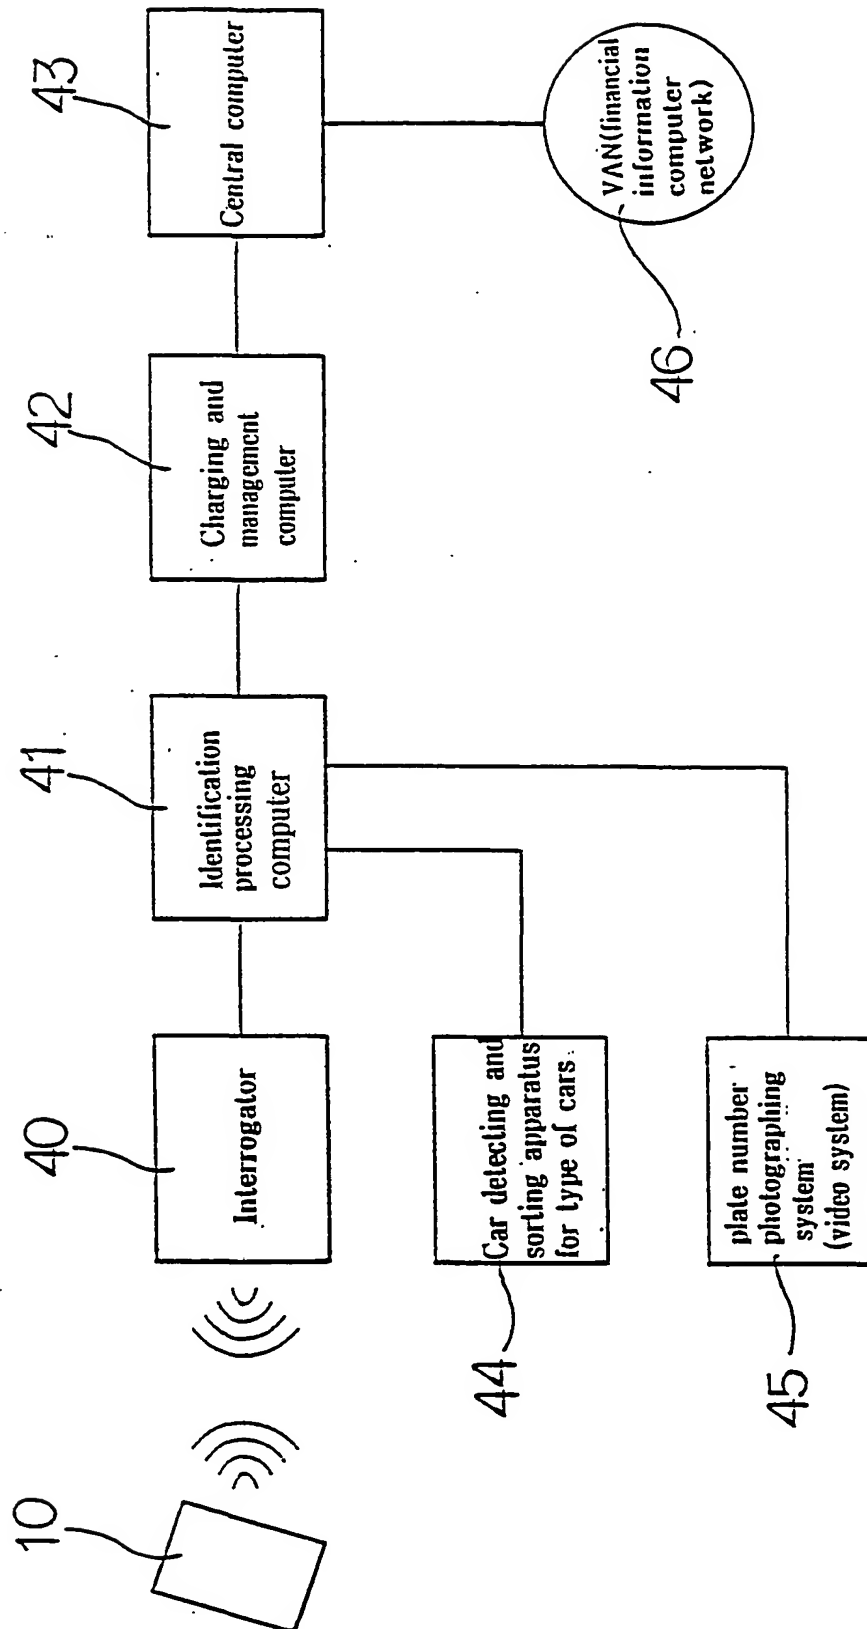 10
40
Interrogator
41
Identification
processing
computer
42
Charging and
management
computer
43
Central computer
44
Car detecting and
sorting apparatus
for type of cars.
45
plate number
photographing
system
(video system)
46
VAN(financial
information
computer
network)